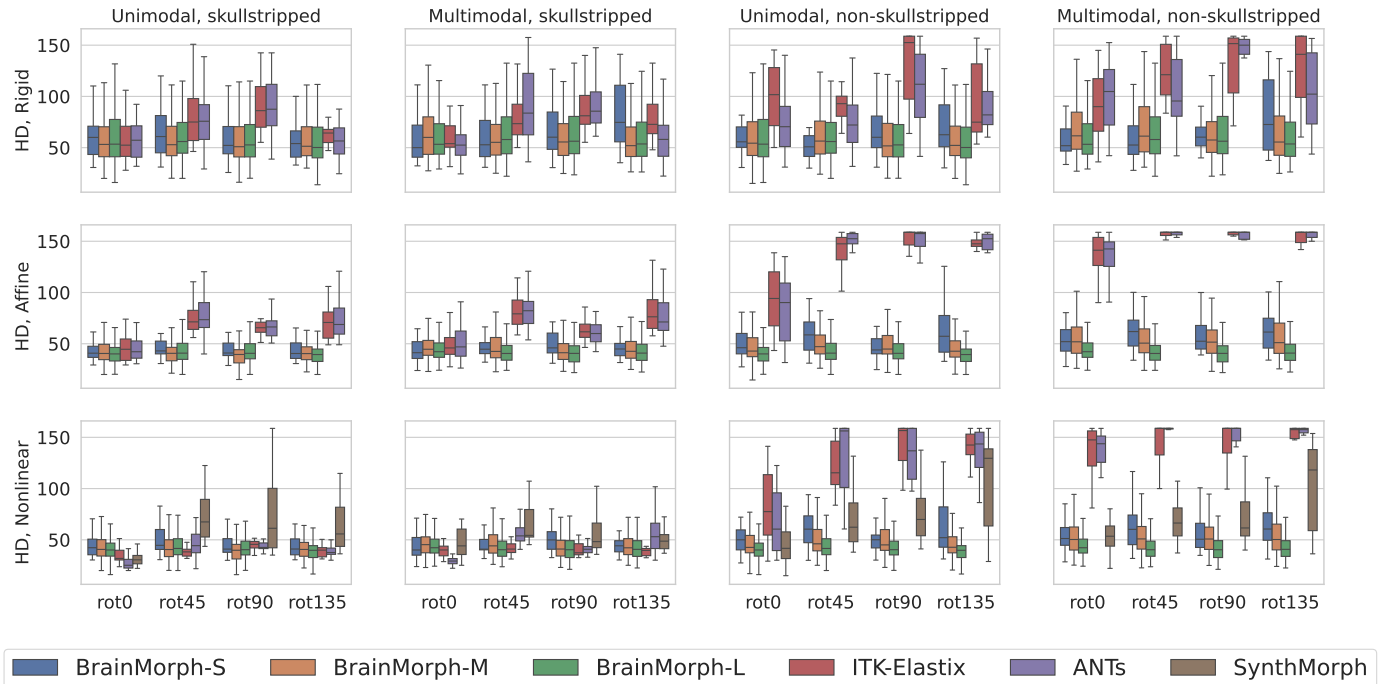 Unimodal, skullstripped
Multimodal, skullstripped
Unimodal, non-skullstripped
Multimodal, non-skullstripped
HD, Rigid
150
100
50
HD, Affine
150
100
50
HD, Nonlinear
150
100
50
rot0 rot45 rot90 rot135
rot0 rot45 rot90 rot135
rot0 rot45 rot90 rot135
rot0 rot45 rot90 rot135
BrainMorph-S BrainMorph-M BrainMorph-L ITK-Elastix ANTs SynthMorph